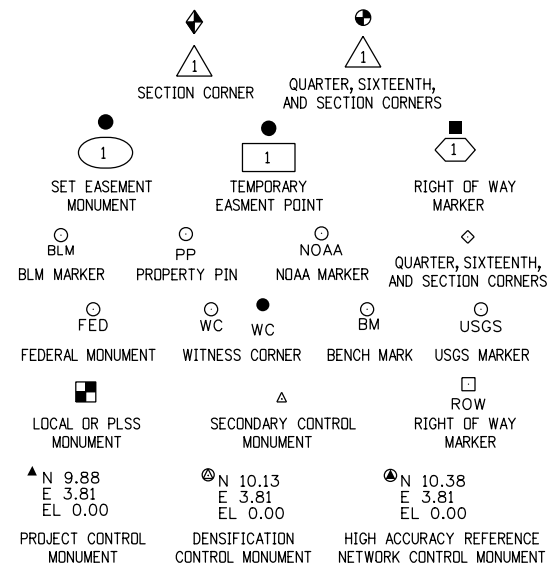 1
1
SECTION CORNER
QUARTER, SIXTEENTH,
AND SECTION CORNERS
1
1
1
SET EASEMENT
MONUMENT
TEMPORARY
EASMENT POINT
RIGHT OF WAY
MARKER
BLM
PP
NOAA
BLM MARKER
PROPERTY PIN
NOAA MARKER
QUARTER, SIXTEENTH,
AND SECTION CORNERS
FED
WC
WC
BM
USGS
FEDERAL MONUMENT
WITNESS CORNER
BENCH MARK
USGS MARKER
ROW
LOCAL OR PLSS
MONUMENT
SECONDARY CONTROL
MONUMENT
RIGHT OF WAY
MARKER
N 9.88
E 3.81
EL 0.00
N 10.13
E 3.81
EL 0.00
N 10.38
E 3.81
EL 0.00
PROJECT CONTROL
MONUMENT
DENSIFICATION
CONTROL MONUMENT
HIGH ACCURACY REFERENCE
NETWORK CONTROL MONUMENT